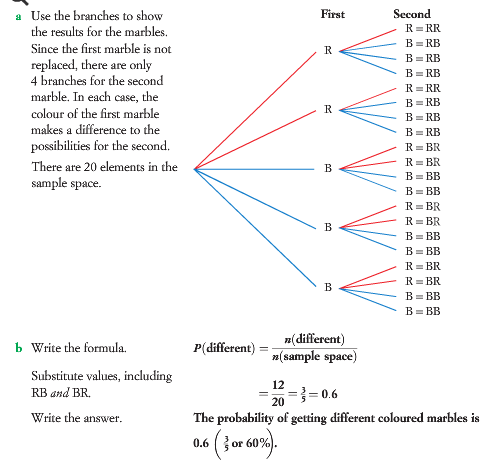 a Use the branches to show
the results for the marbles.
Since the first marble is not
replaced, there are only
4 branches for the second
marble. In each case, the
colour of the first marble
makes a difference to the
possibilities for the second.
There are 20 elements in the
sample space.
First Second
R
R = RR
B = RB
B = RB
B = RB
R
R = RR
B = RB
B = RB
B = RB
B
R = BR
R = BR
B = BB
B = BB
B
R = BR
R = BR
B = BB
B = BB
B
R = BR
R = BR
B = BB
B = BB
b Write the formula.
P(different) = n(different) / n(sample space)
Substitute values, including
RB and BR.
= 12/20 = 3/5 = 0.6
Write the answer.
The probability of getting different coloured marbles is
0.6 (3/5 or 60%).